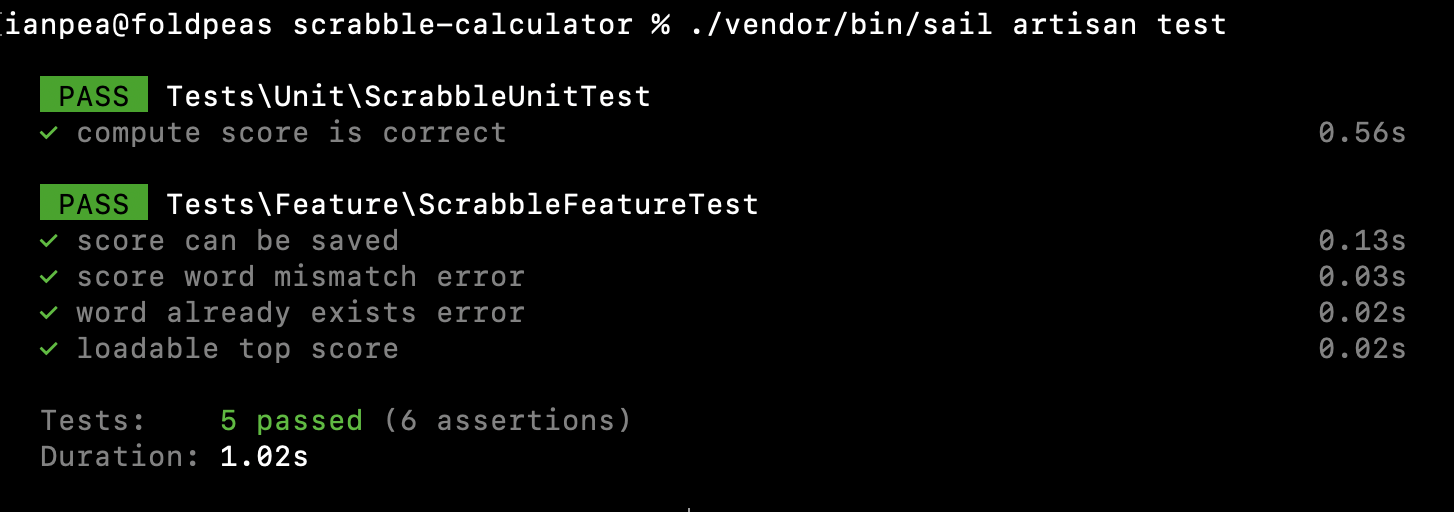 ianpea@foldpeas scrabble-calculator % ./vendor/bin/sail artisan test
PASS Tests\Unit\ScrabbleUnitTest
✓ compute score is correct 0.56s
PASS Tests\Feature\ScrabbleFeatureTest
✓ score can be saved 0.13s
✓ score word mismatch error 0.03s
✓ word already exists error 0.02s
✓ loadable top score 0.02s
Tests: 5 passed (6 assertions)
Duration: 1.02s